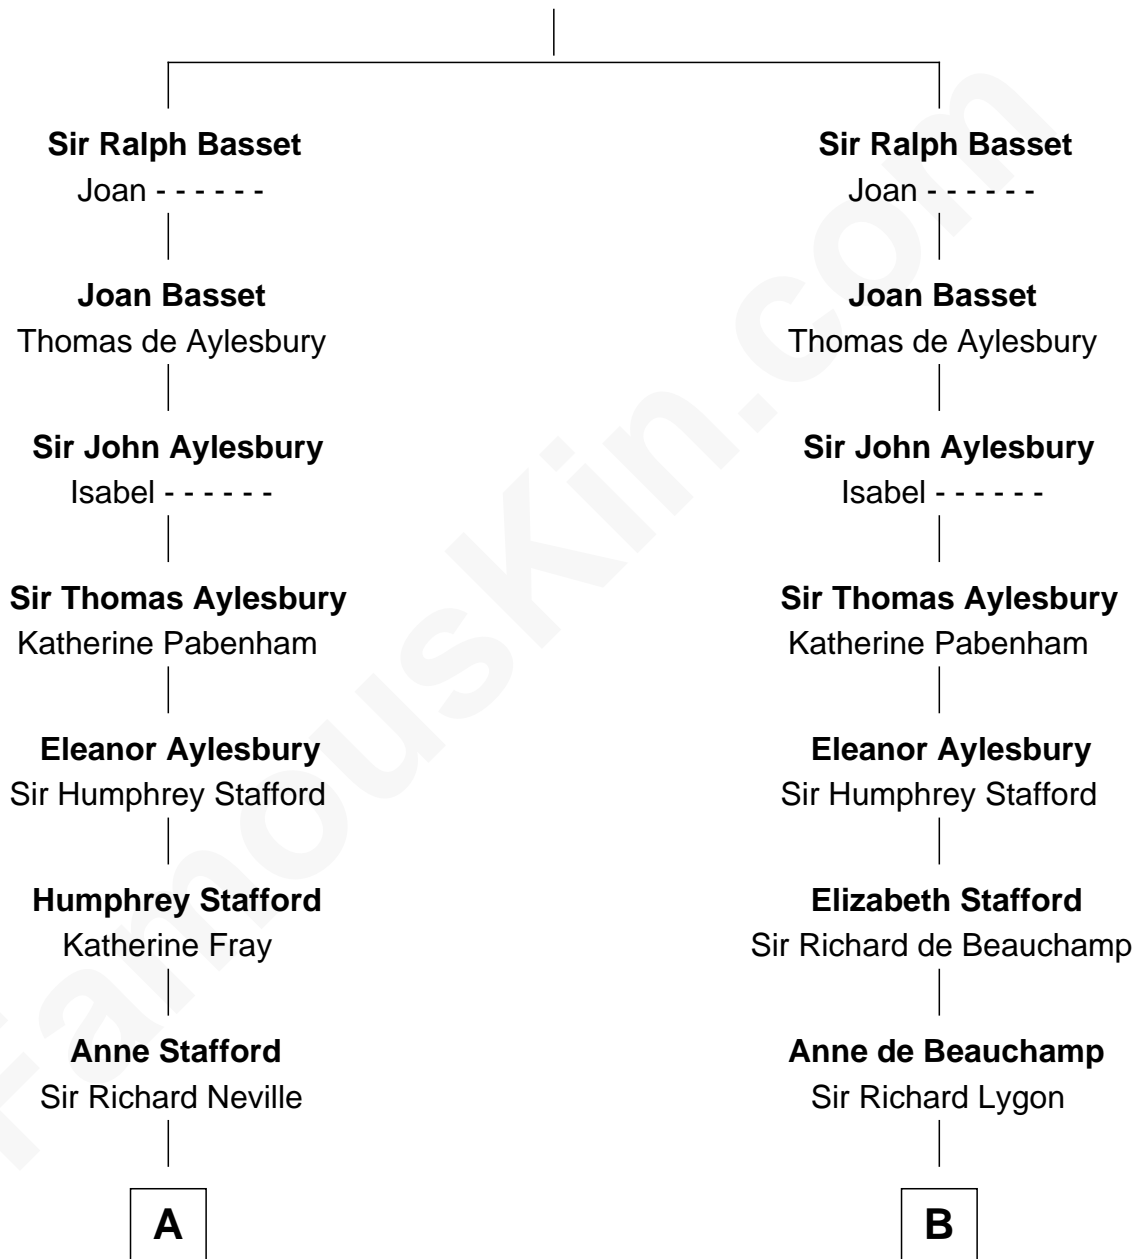 Sir Ralph Basset
Joan - - - - - -
Joan Basset
Thomas de Aylesbury
Sir John Aylesbury
Isabel - - - - - -
Sir Thomas Aylesbury
Katherine Pabenham
Eleanor Aylesbury
Sir Humphrey Stafford
Humphrey Stafford
Katherine Fray
Anne Stafford
Sir Richard Neville
A
Sir Ralph Basset
Joan - - - - - -
Joan Basset
Thomas de Aylesbury
Sir John Aylesbury
Isabel - - - - - -
Sir Thomas Aylesbury
Katherine Pabenham
Eleanor Aylesbury
Sir Humphrey Stafford
Elizabeth Stafford
Sir Richard de Beauchamp
Anne de Beauchamp
Sir Richard Lygon
B
FamousKin.com